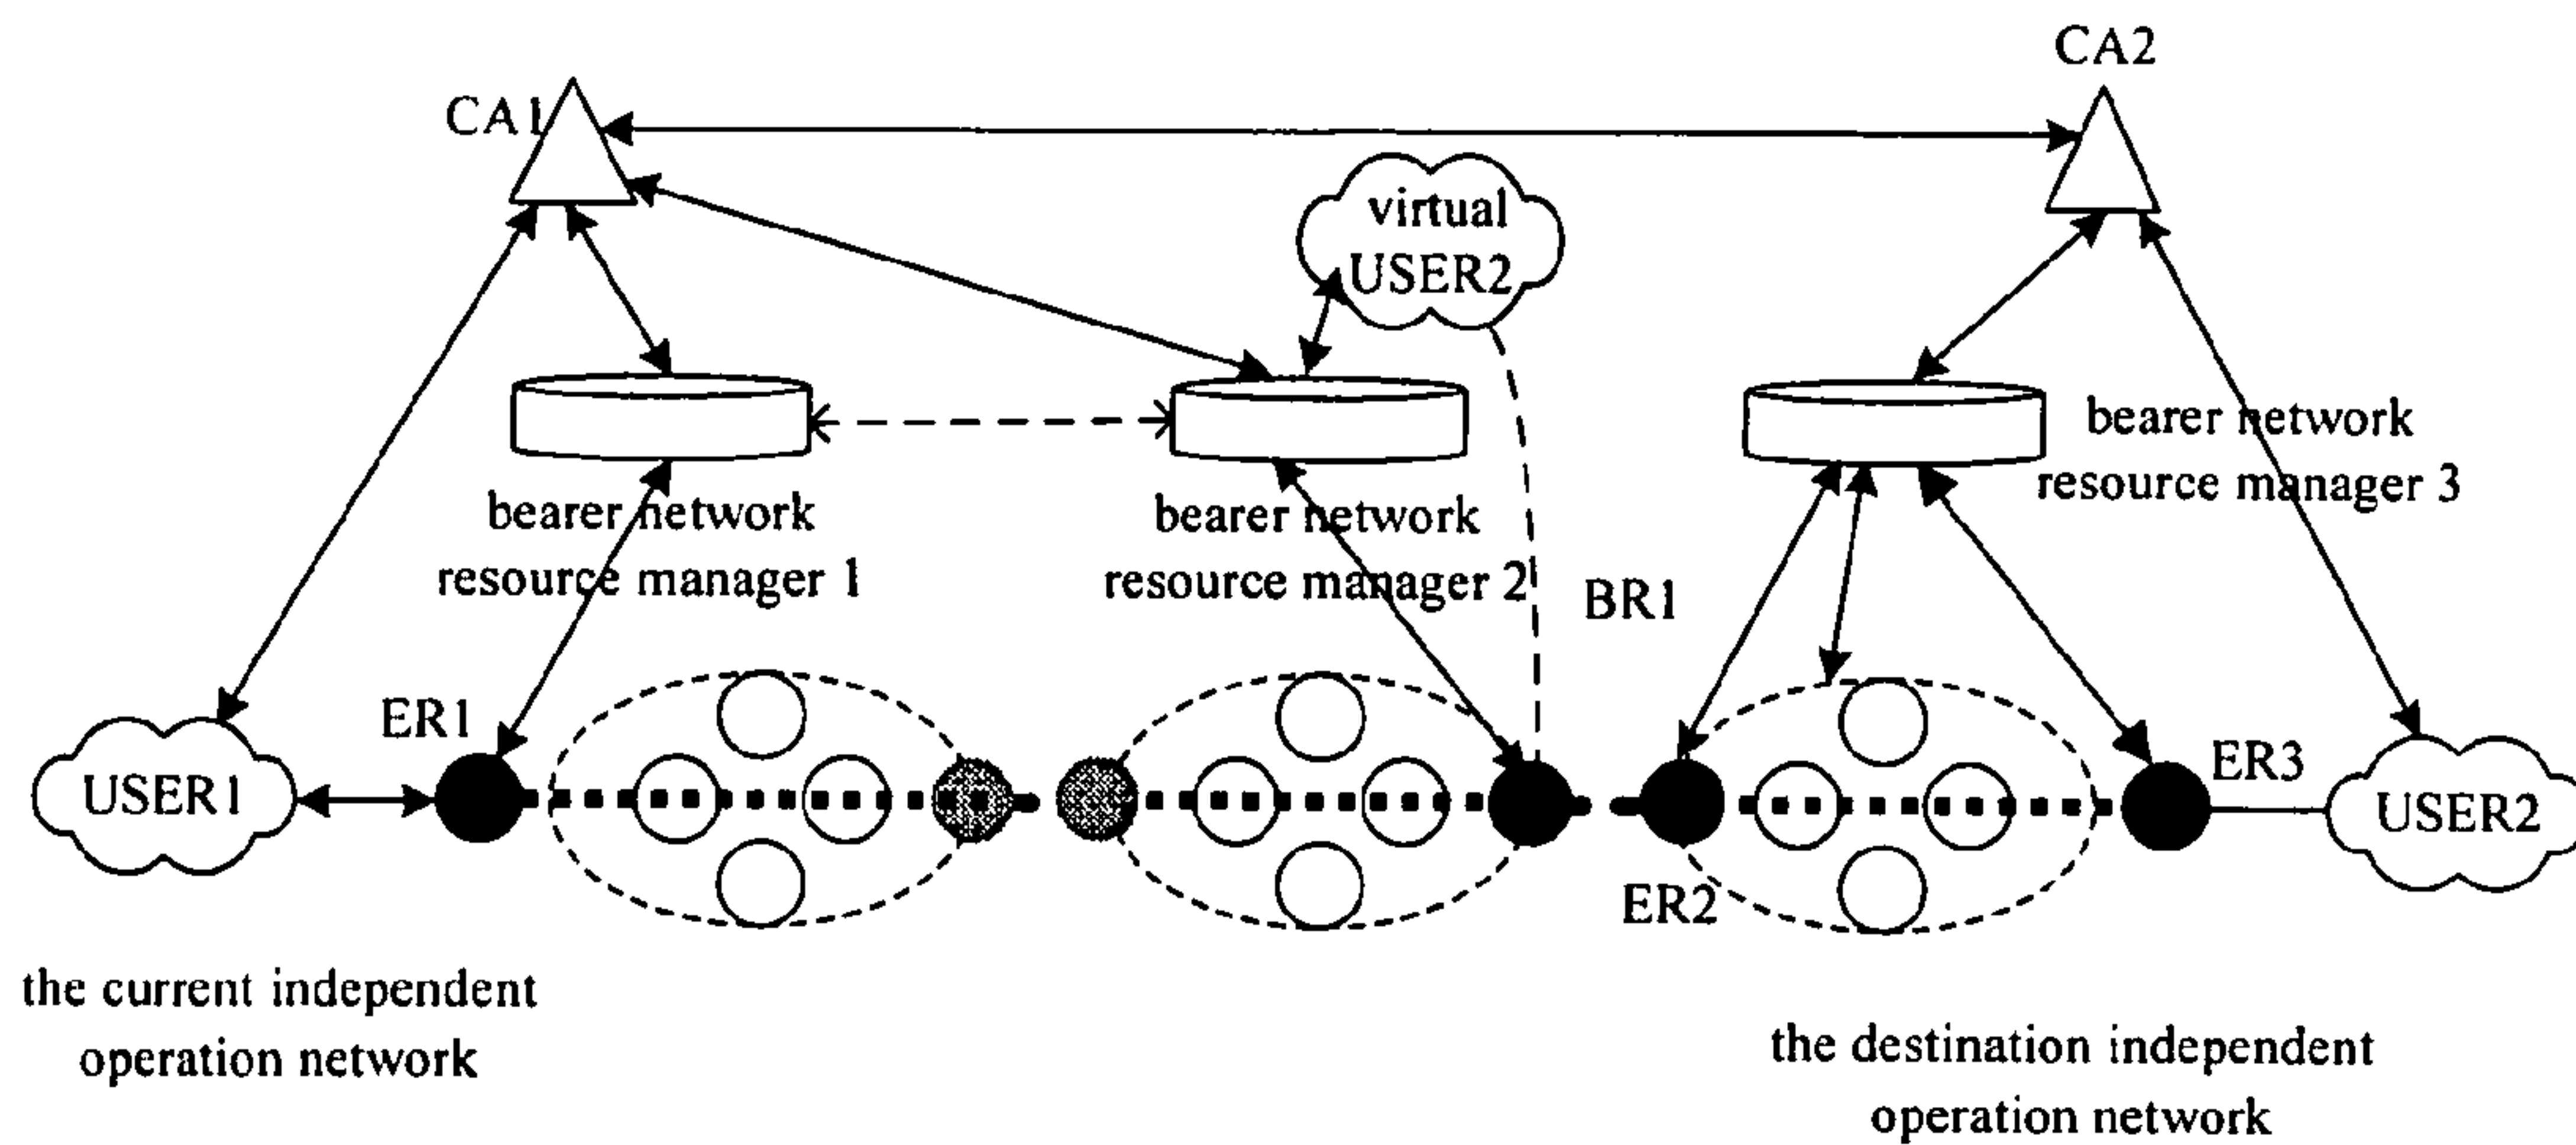 CA2
CA1
virtual
USER2
bearer network
resource manager 3
bearer network
resource manager 1
bearer network
resource manager 2
BR1
ER1
ER3
USER1
USER2
ER2
the current independent
operation network
the destination independent
operation network